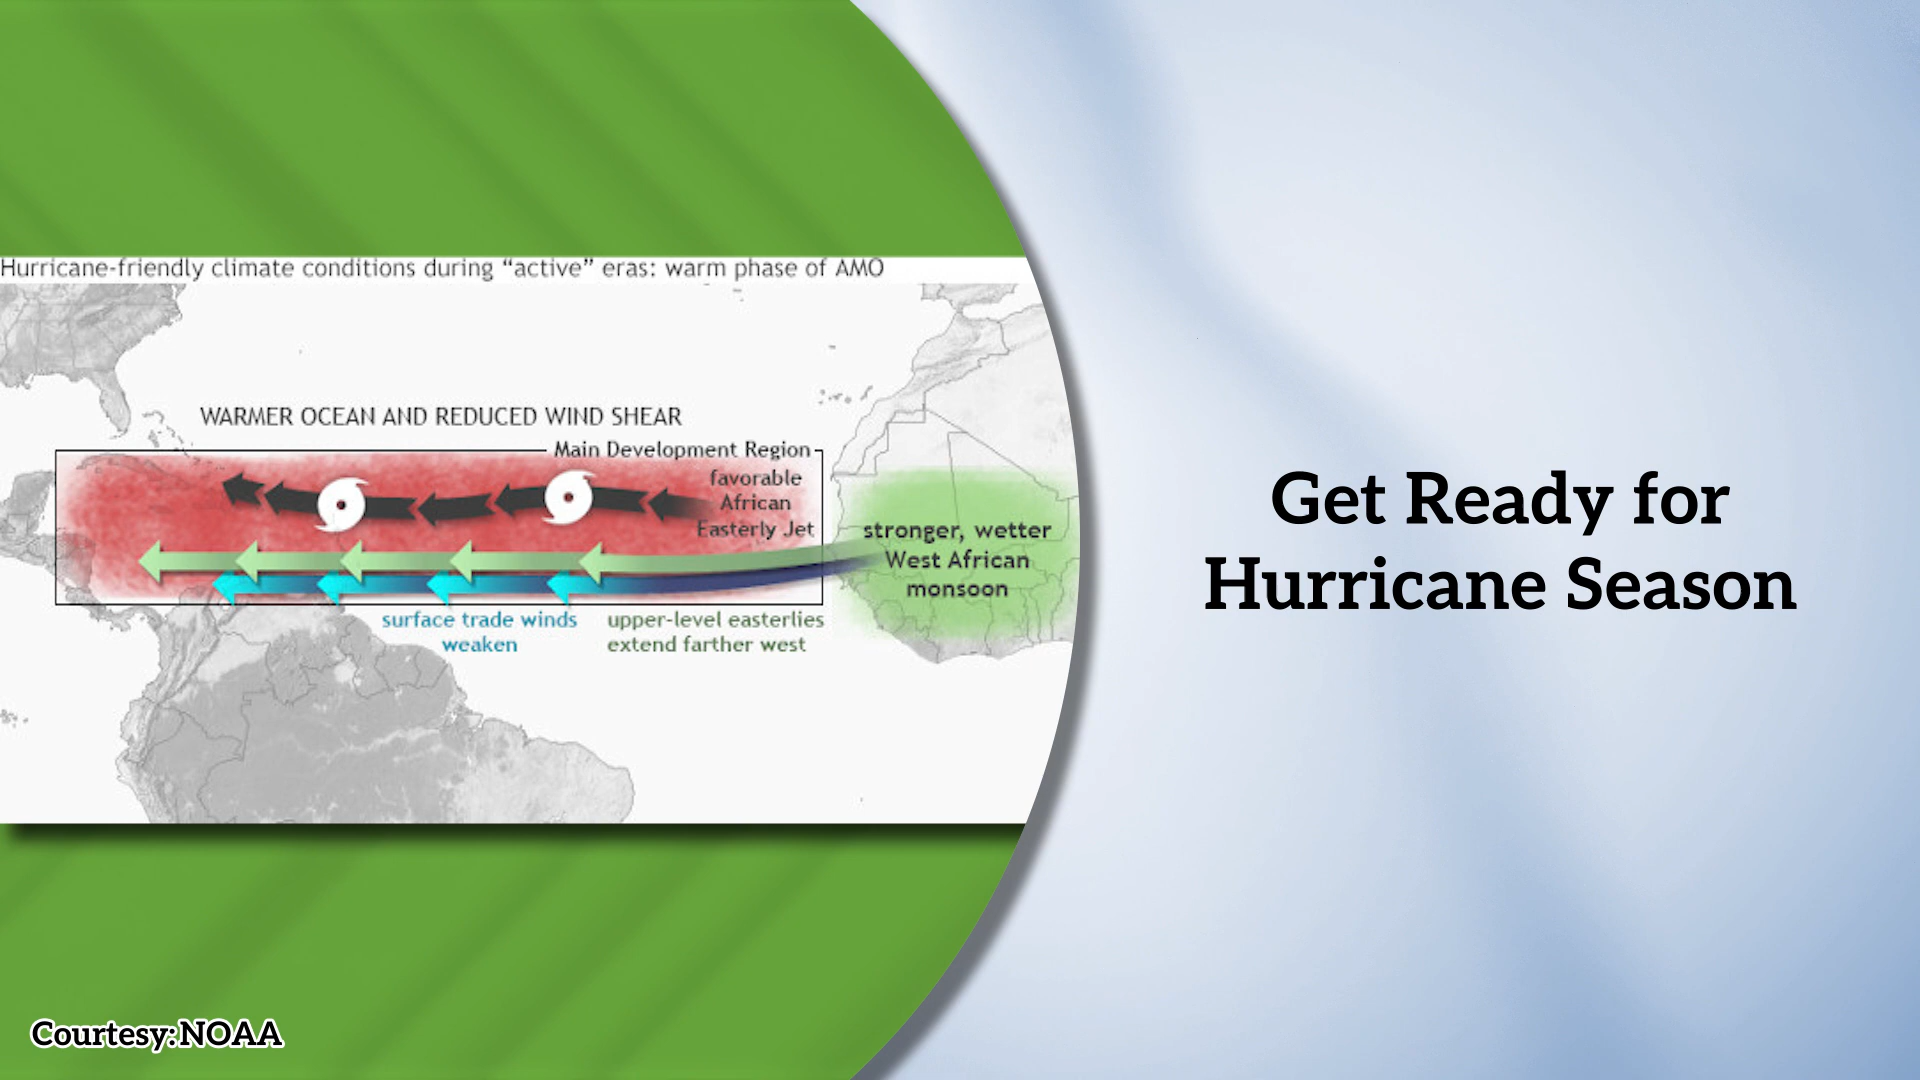 Hurricane-friendly climate conditions during “active” eras: warm phase of AMO
WARMER OCEAN AND REDUCED WIND SHEAR
Main Development Region
favorable
African
Easterly Jet
stronger, wetter
West African
monsoon
surface trade winds
weaken
upper-level easterlies
extend farther west
Get Ready for
Hurricane Season
Courtesy:NOAA